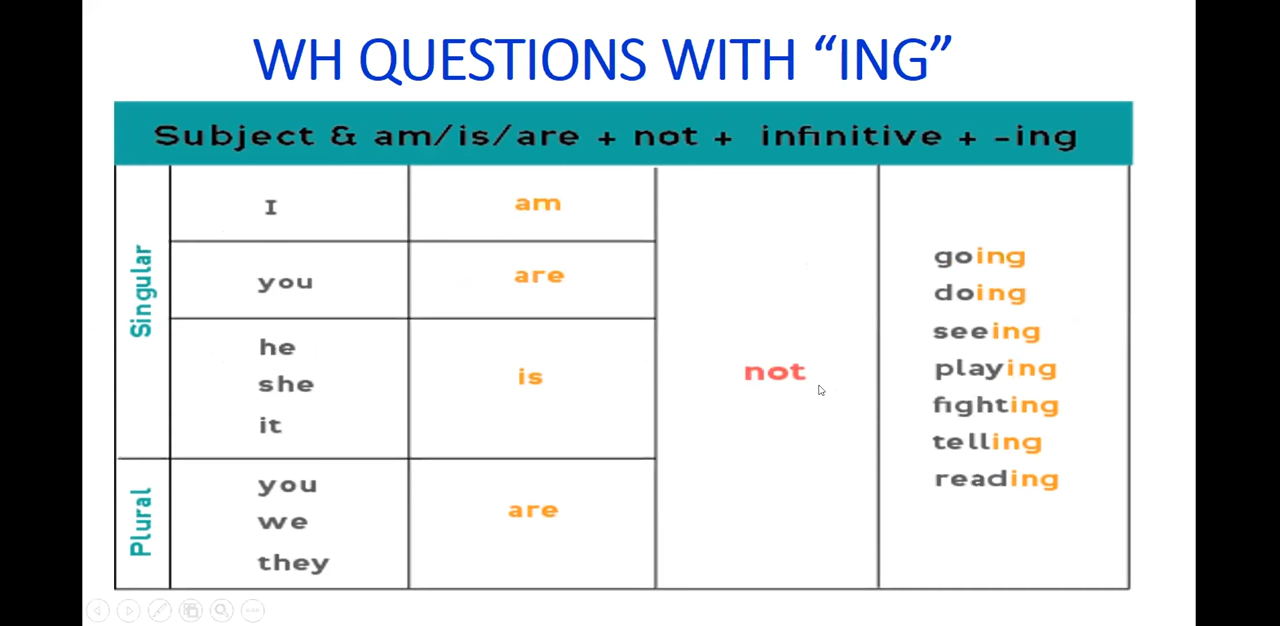 WH QUESTIONS WITH “ING”
Subject & am/is/are + not + infinitive + -ing
Singular
I
am
you
are
he
she
it
is
Plural
you
we
they
are
not
going
doing
seeing
playing
fighting
telling
reading